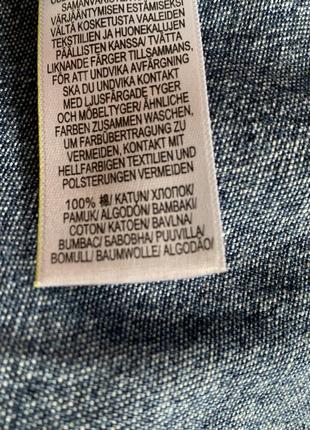 VÄRJÄÄNTYMISEN ESTÄMISEKSI
VÄLTÄ KOSKETUSTA VAALEIDEN
TEKSTIILIEN JA HUONEKALUJEN
PÄÄLLISTEN KANSSA/ TVÄTTA
LIKNANDE FÄRGER TILLSAMMANS,
FÖR ATT UNDVIKA AVFÄRGNING
SKA DU UNDVIKA KONTAKT
MED LJUSFÄRGADE TYGER
OCH MÖBELTYGER/ ÄHNLICHE
FARBEN ZUSAMMEN WASCHEN,
UM FARBÜBERTRAGUNG ZU
VERMEIDEN, KONTAKT MIT
HELLFARBIGEN TEXTILIEN UND
POLSTERUNGEN VERMEIDEN
100% 棉/ KATUN/ ХЛОПОК/
PAMUK/ ALGODÓN/ BAMBAKI/
COTON/ KATOEN/ BAVLNA/
BUMBAC/ БАВОВНА/ PUUVILLA/
BOMULL/ BAUMWOLLE/ ALGODÃO/